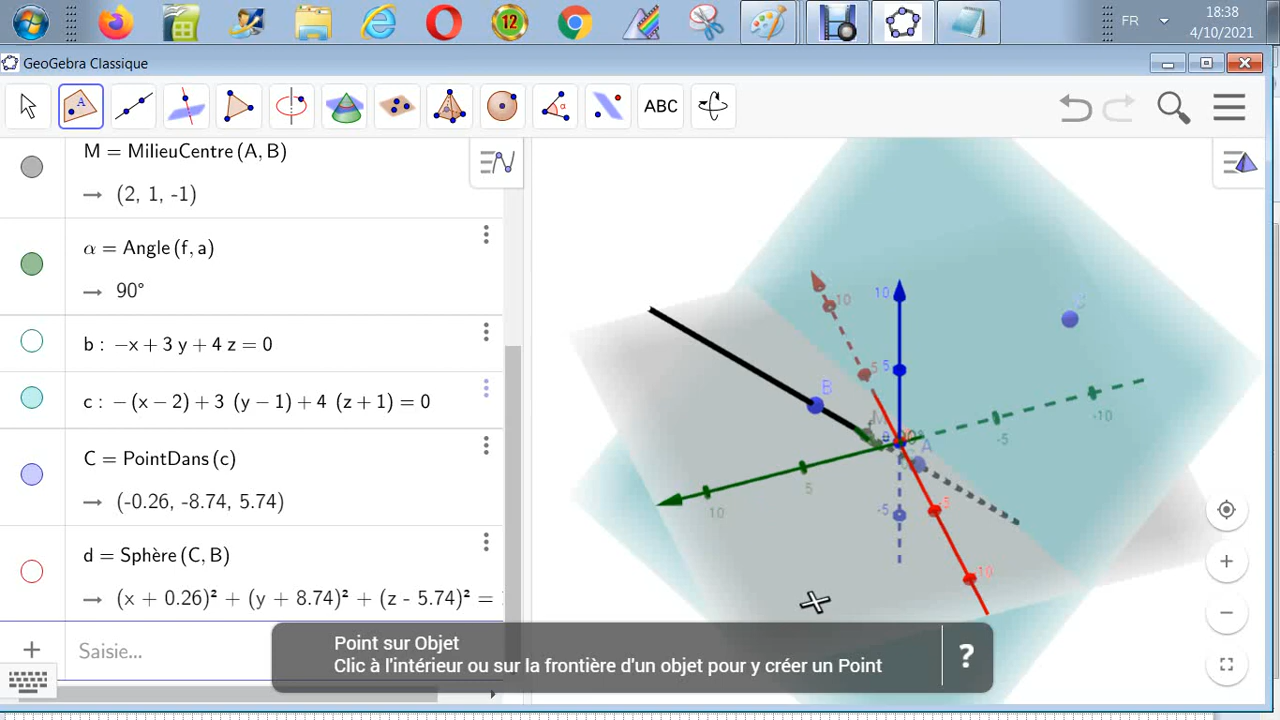 12
FR
18:38
4/10/2021
GeoGebra Classique
A
α
ABC
M = MilieuCentre (A, B)
→ (2, 1, -1)
α = Angle (f, a)
→ 90°
b : −x + 3 y + 4 z = 0
c : − (x − 2) + 3 (y − 1) + 4 (z + 1) = 0
C = PointDans (c)
→ (-0.26, -8.74, 5.74)
d = Sphère (C, B)
→ (x + 0.26)² + (y + 8.74)² + (z - 5.74)² =
+
Saisie...
10
10
C
5
5
B
-10
-5
M
0
A
5
10
-5
-5
-10
Point sur Objet
Clic à l'intérieur ou sur la frontière d'un objet pour y créer un Point
?